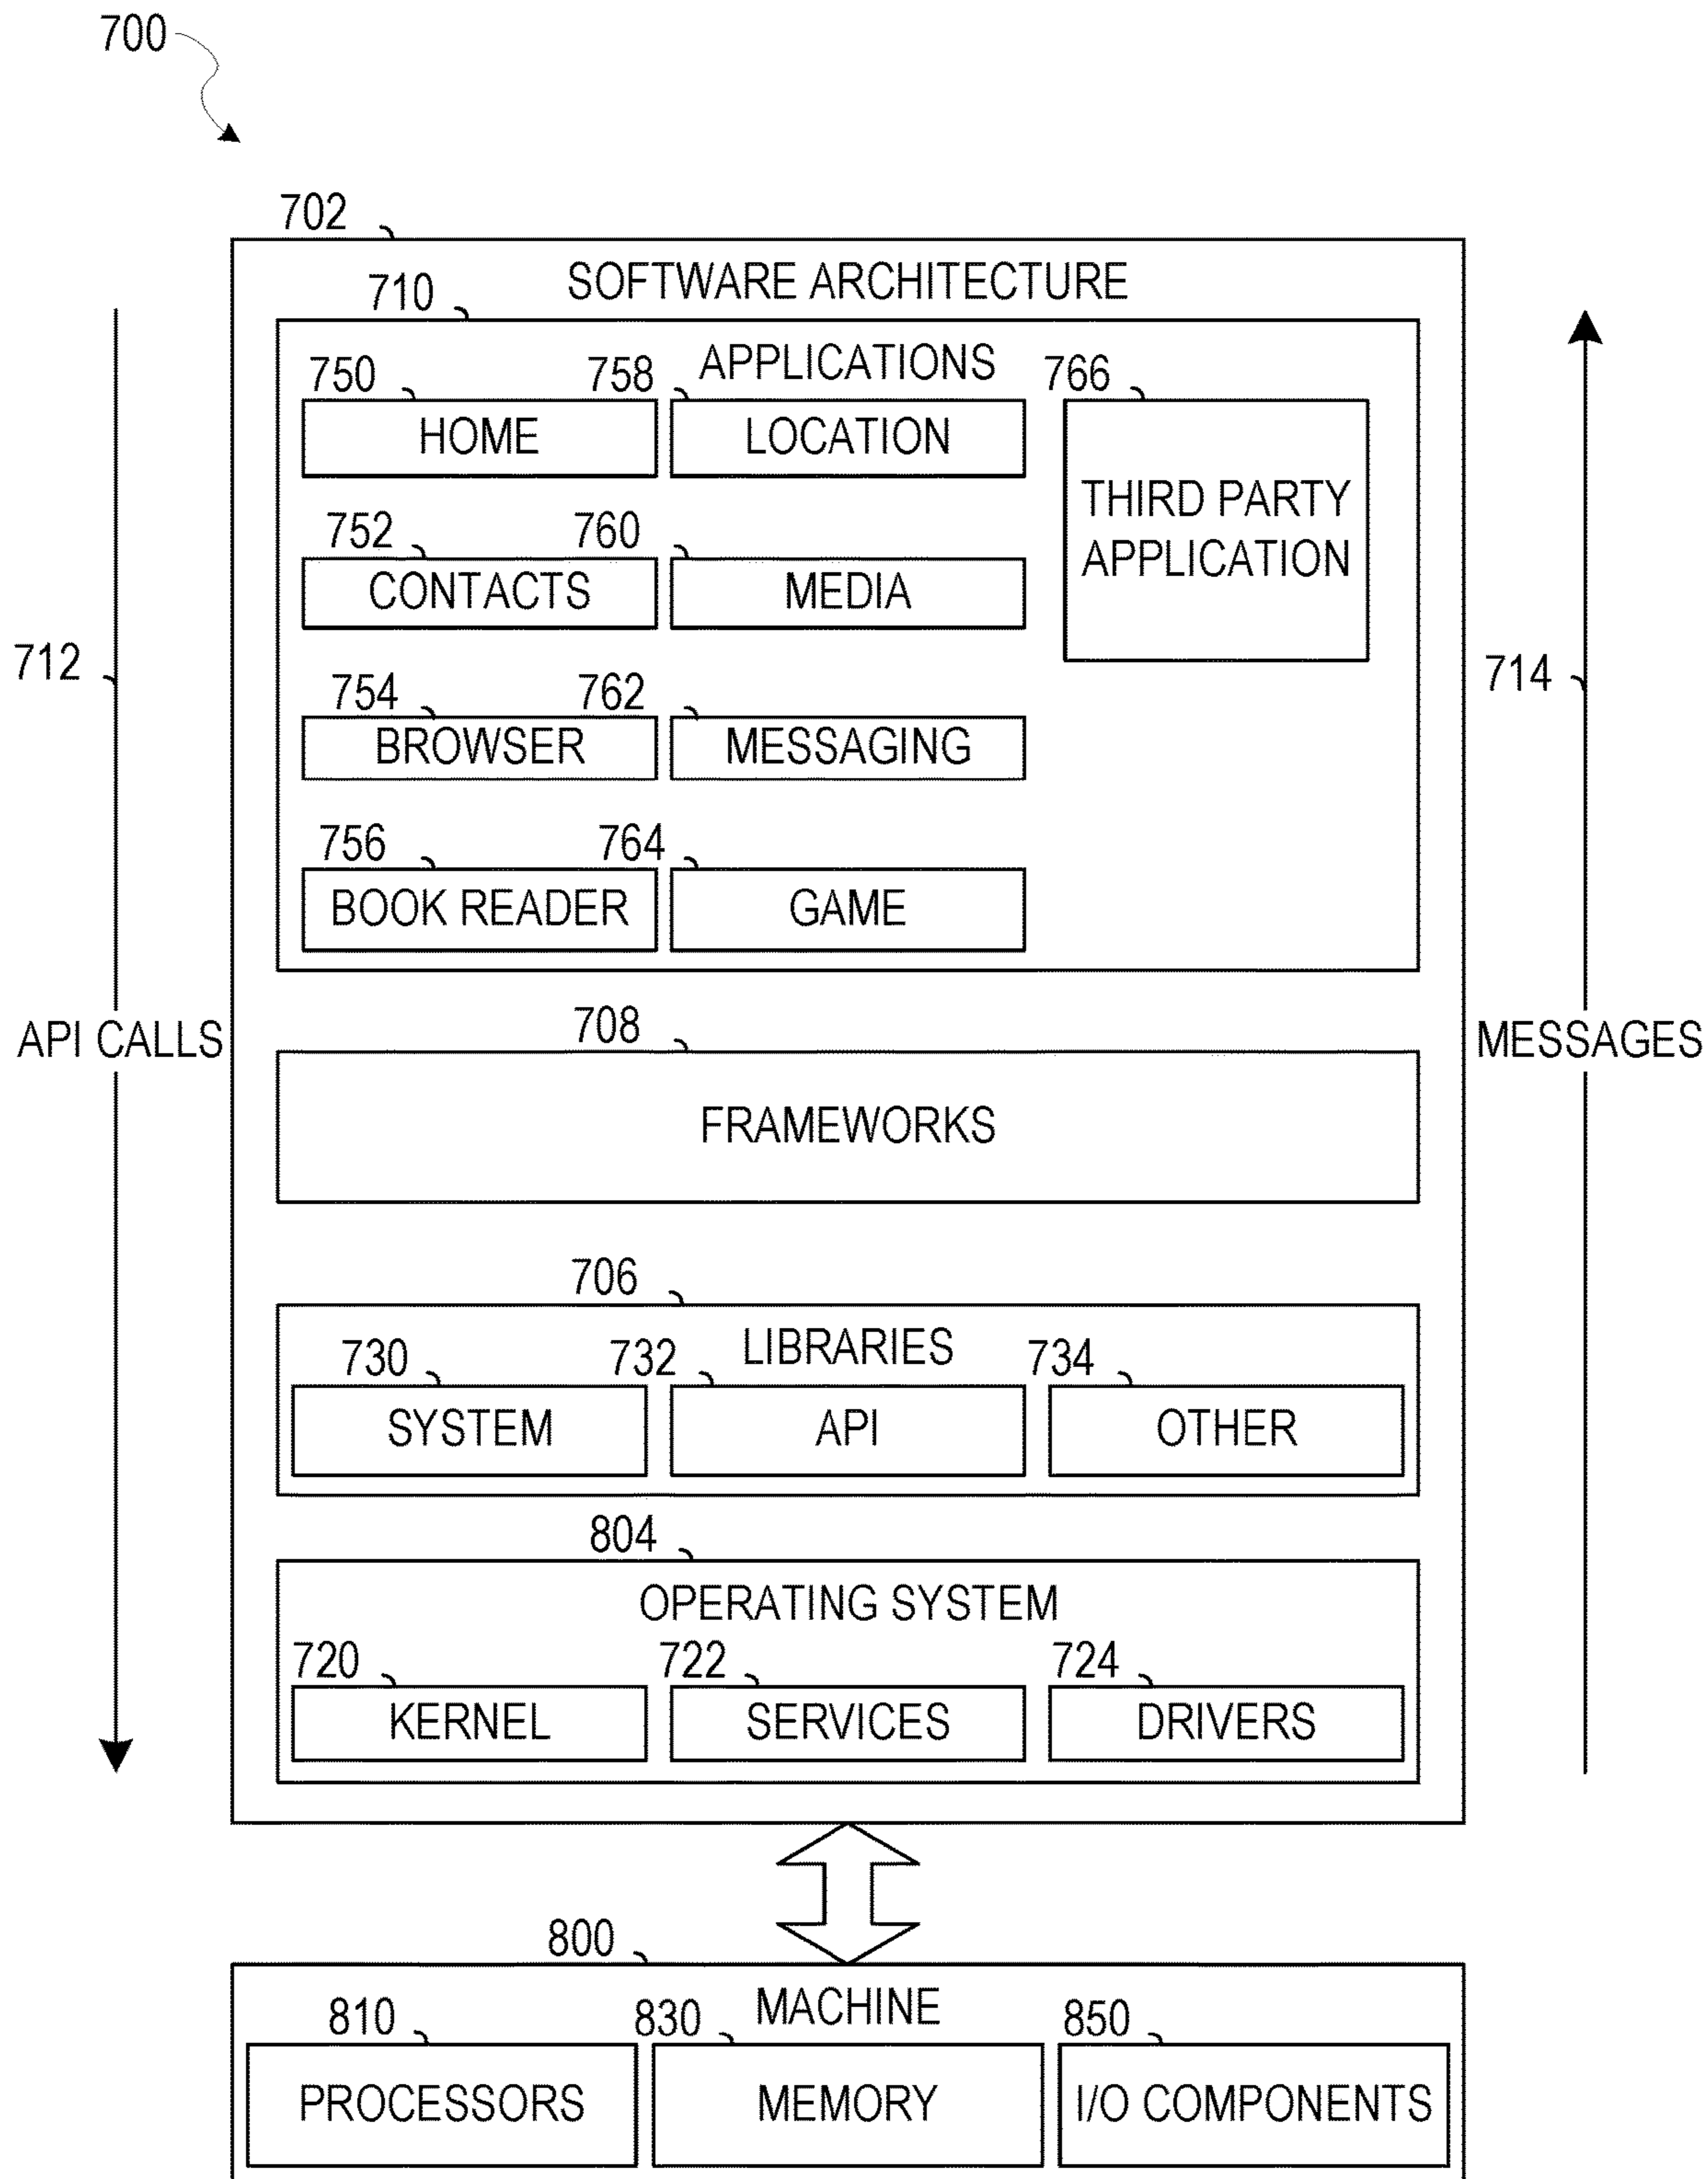 700
702
SOFTWARE ARCHITECTURE
710
APPLICATIONS
750
758
766
HOME
LOCATION
THIRD PARTY
APPLICATION
752
760
CONTACTS
MEDIA
712
714
754
762
BROWSER
MESSAGING
756
764
BOOK READER
GAME
API CALLS
708
MESSAGES
FRAMEWORKS
706
LIBRARIES
730
732
734
SYSTEM
API
OTHER
804
OPERATING SYSTEM
720
722
724
KERNEL
SERVICES
DRIVERS
800
MACHINE
810
830
850
PROCESSORS
MEMORY
I/O COMPONENTS